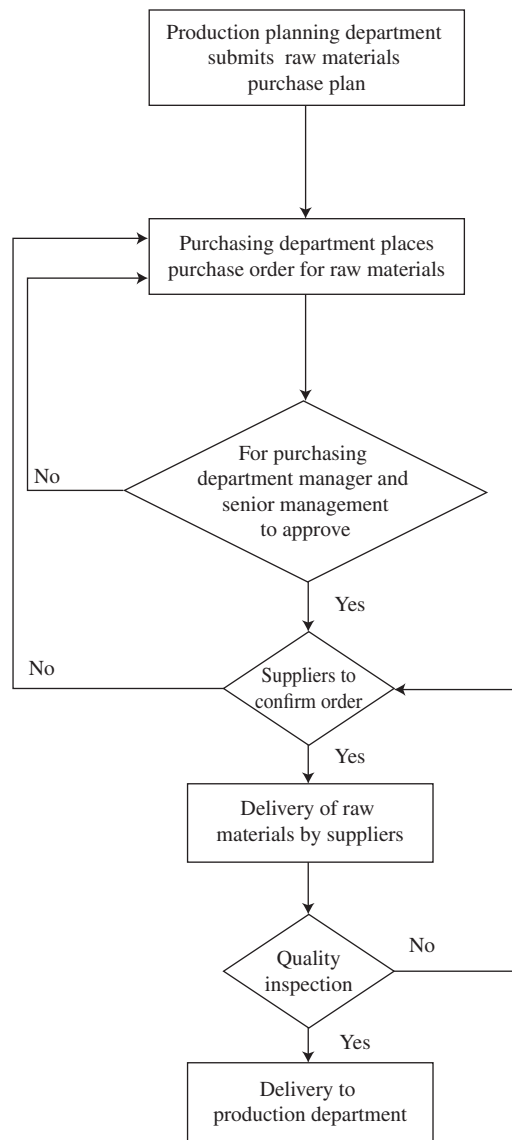 Production planning department
submits raw materials
purchase plan
Purchasing department places
purchase order for raw materials
For purchasing
department manager and
senior management
to approve
No
Yes
Suppliers to
confirm order
No
Yes
Delivery of raw
materials by suppliers
Quality
inspection
No
Yes
Delivery to
production department